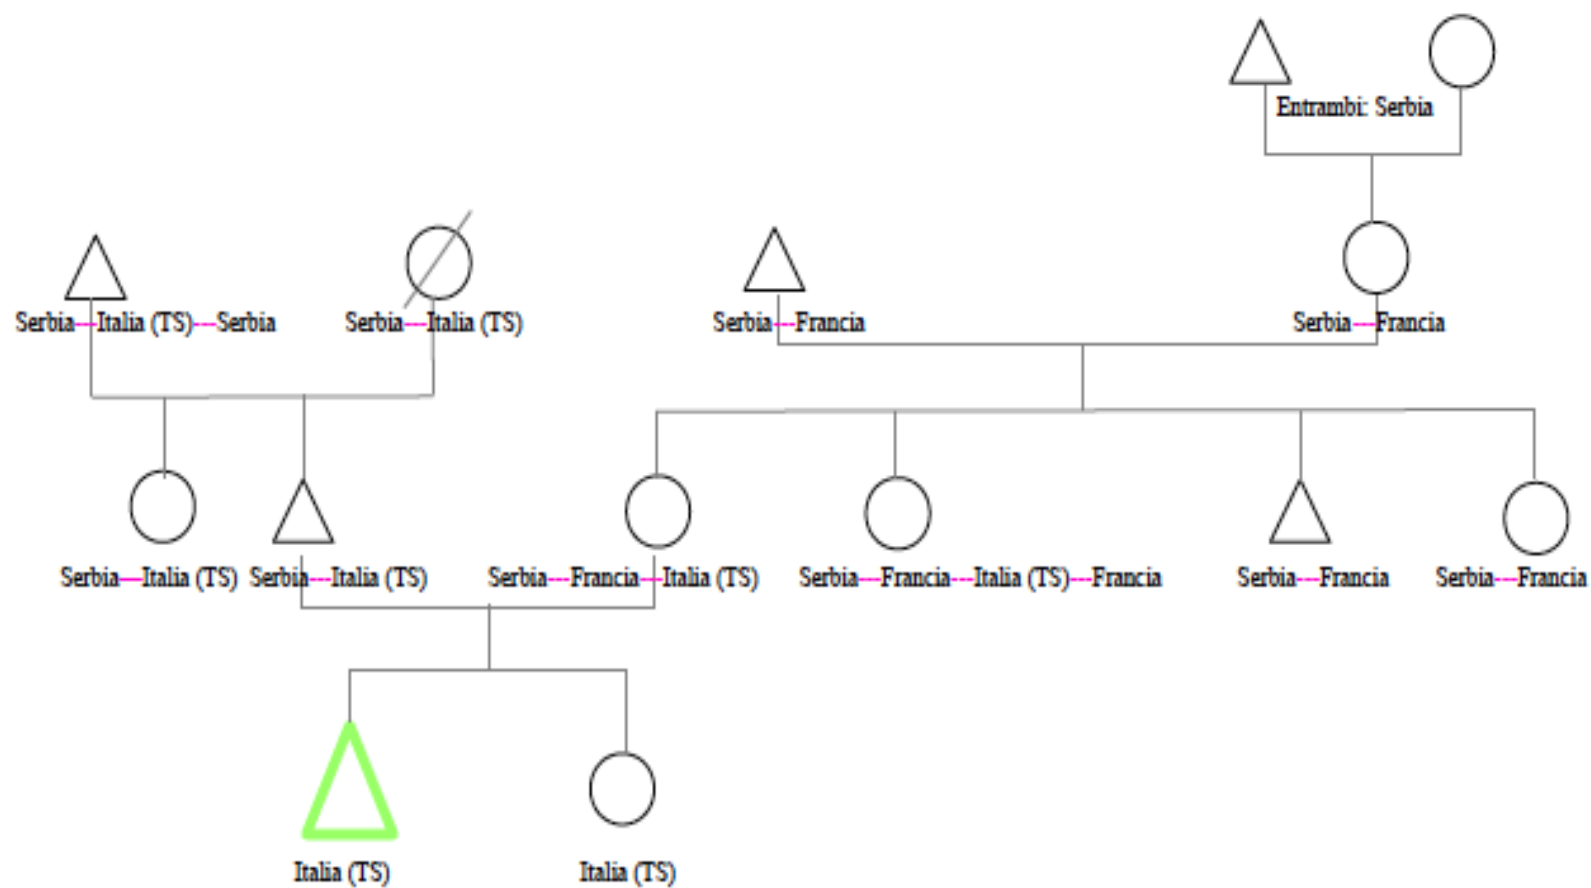 Entrambi: Serbia
Serbia---Italia (TS)---Serbia
Serbia---Italia (TS)
Serbia---Francia
Serbia---Francia
Serbia---Italia (TS)
Serbia---Italia (TS)
Serbia---Francia---Italia (TS)
Serbia---Francia---Italia (TS)---Francia
Serbia---Francia
Serbia---Francia
Italia (TS)
Italia (TS)